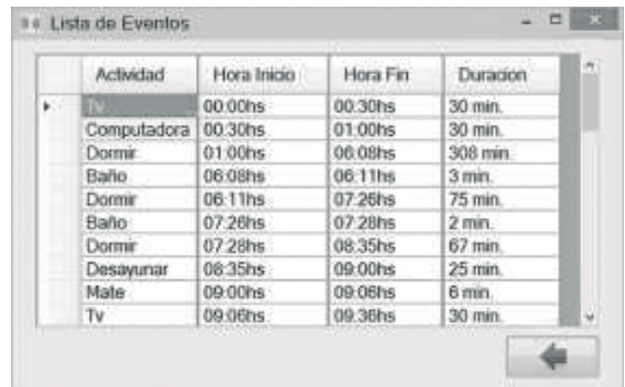 Lista de Eventos
Actividad Hora Inicio Hora Fin Duracion
Tv 00:00hs 00:30hs 30 min.
Computadora 00:30hs 01:00hs 30 min.
Dormir 01:00hs 06:08hs 308 min.
Baño 06:08hs 06:11hs 3 min.
Dormir 06:11hs 07:26hs 75 min.
Baño 07:26hs 07:28hs 2 min.
Dormir 07:28hs 08:35hs 67 min.
Desayunar 08:35hs 09:00hs 25 min.
Mate 09:00hs 09:06hs 6 min.
Tv 09:06hs 09:36hs 30 min.